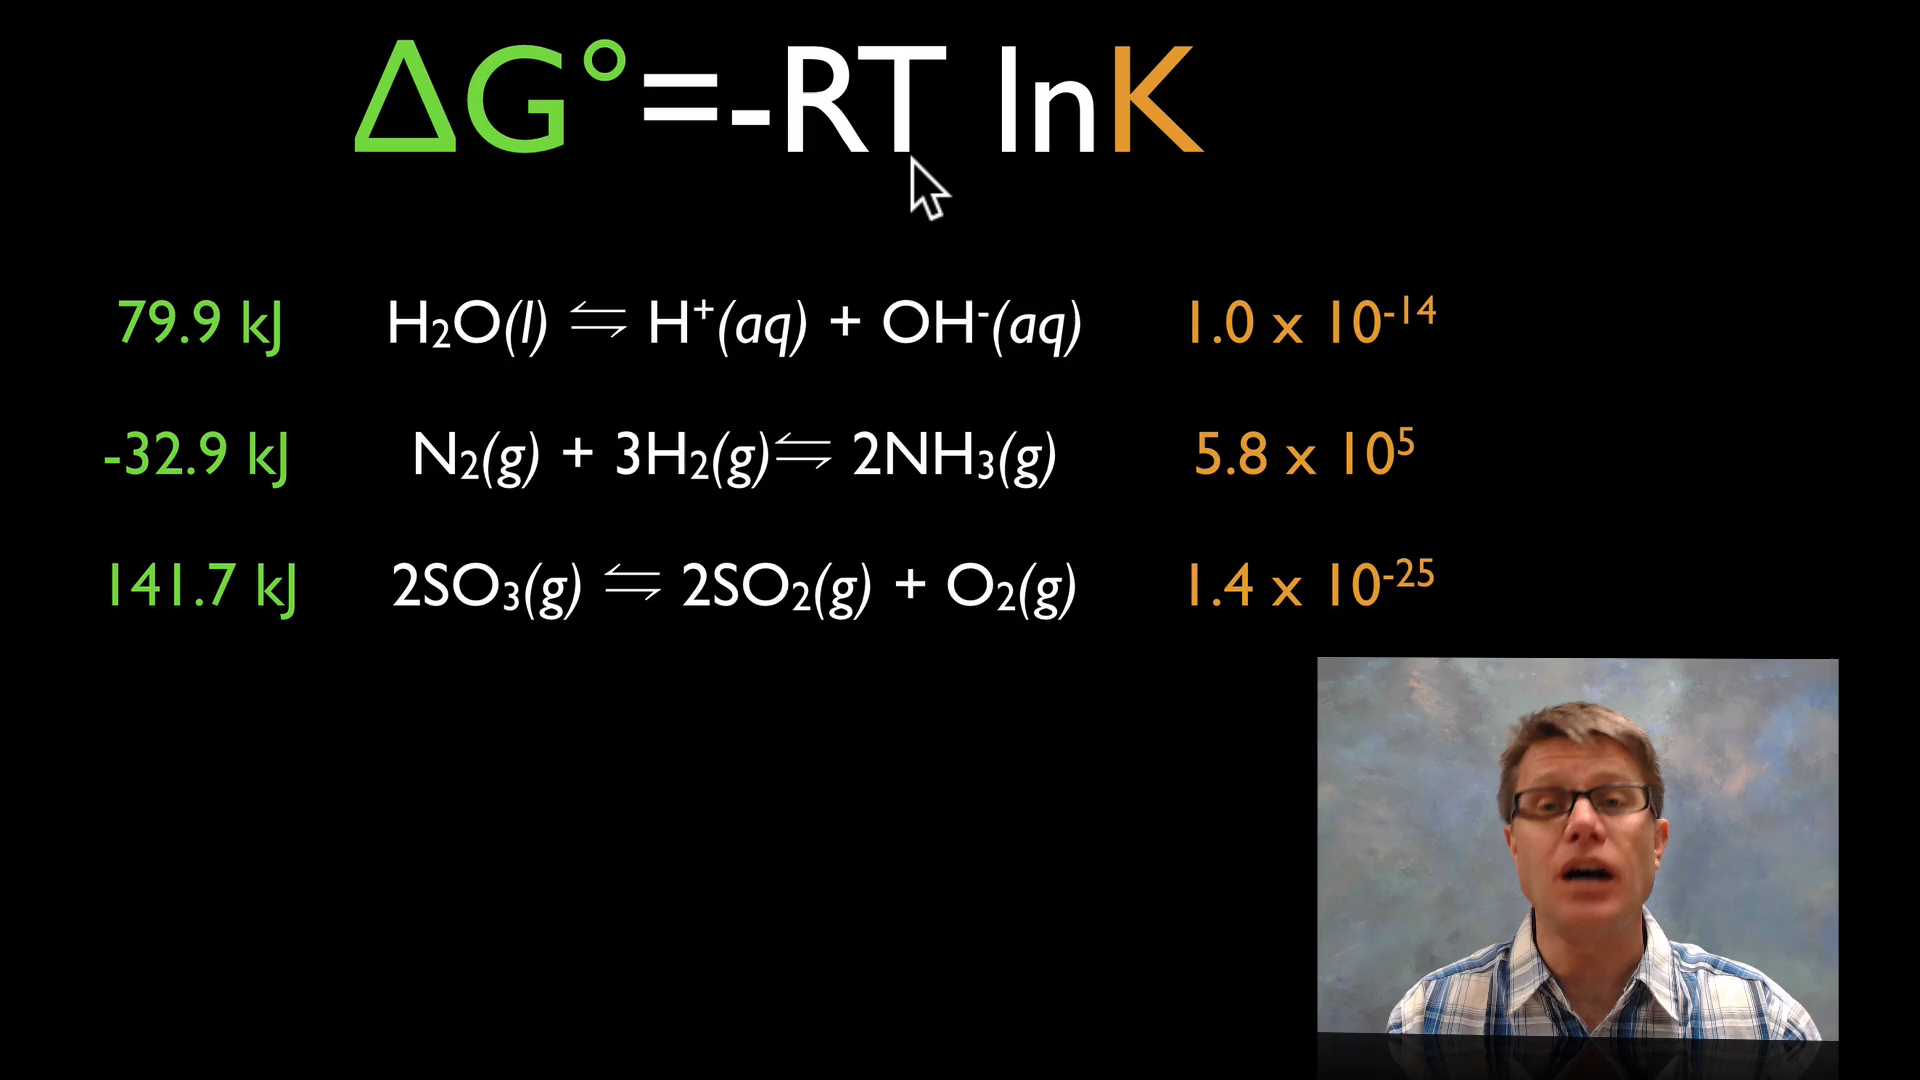 ΔG°=-RT lnK
79.9 kJ H₂O(l) ⇌ H⁺(aq) + OH⁻(aq) 1.0 x 10⁻¹⁴
-32.9 kJ N₂(g) + 3H₂(g) ⇌ 2NH₃(g) 5.8 x 10⁵
141.7 kJ 2SO₃(g) ⇌ 2SO₂(g) + O₂(g) 1.4 x 10⁻²⁵